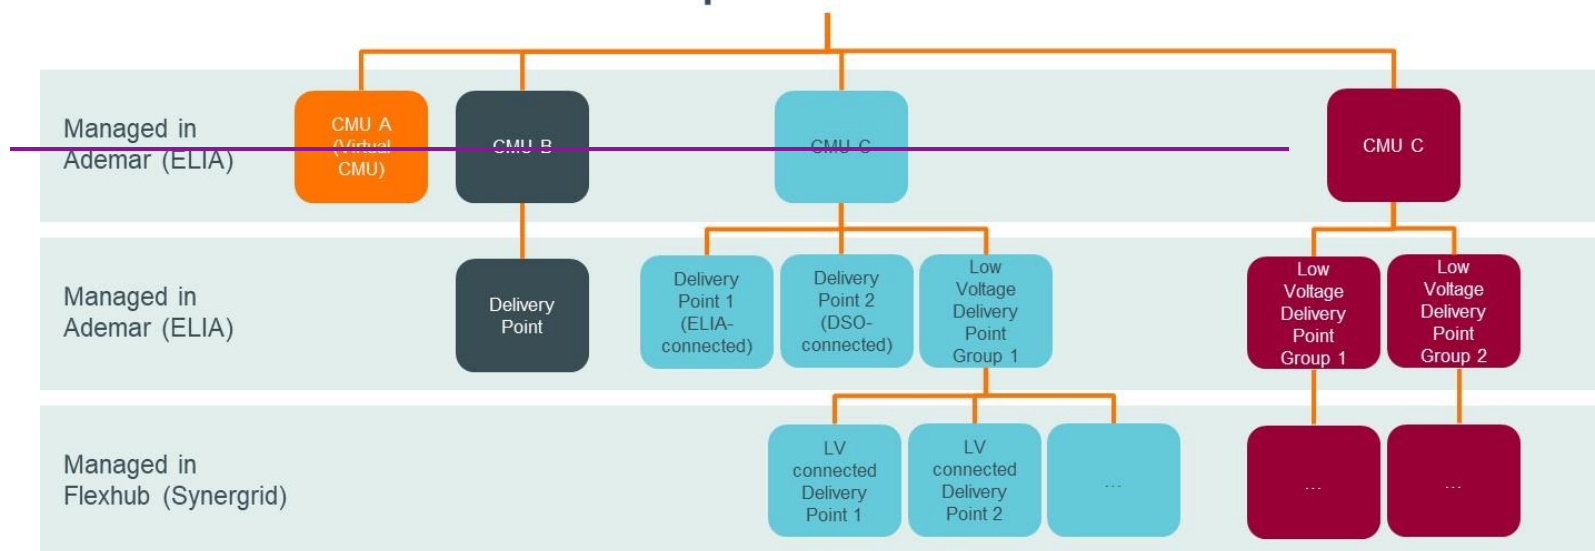 Managed in
Ademar (ELIA)
CMU A
(Virtual
CMU)
CMU B
CMU C
CMU C
Managed in
Ademar (ELIA)
Delivery
Point
Delivery
Point 1
(ELIA-
connected)
Delivery
Point 2
(DSO-
connected)
Low
Voltage
Delivery
Point
Group 1
Low
Voltage
Delivery
Point
Group 1
Low
Voltage
Delivery
Point
Group 2
Managed in
Flexhub (Synergrid)
LV
connected
Delivery
Point 1
LV
connected
Delivery
Point 2
...
...
...